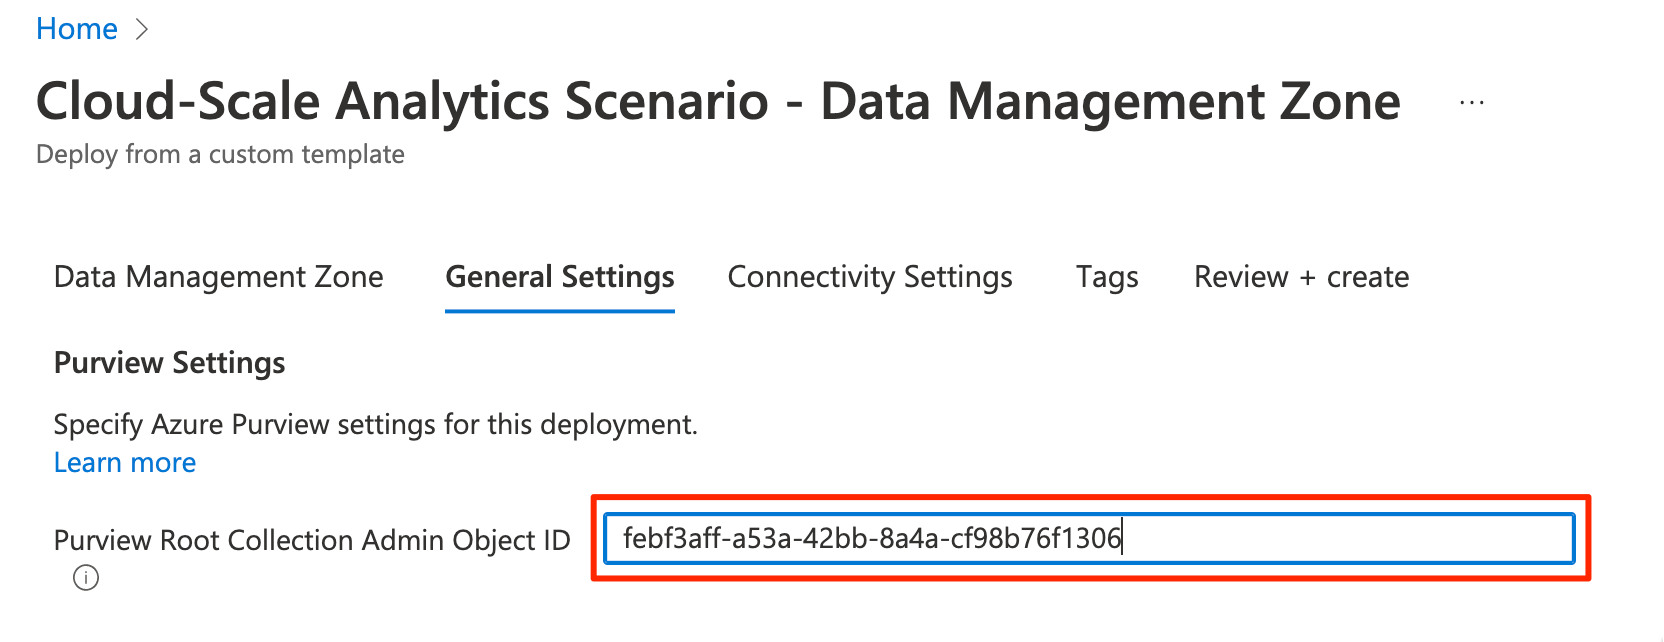 Home >
Cloud-Scale Analytics Scenario - Data Management Zone ...
Deploy from a custom template
Data Management Zone General Settings Connectivity Settings Tags Review + create
Purview Settings
Specify Azure Purview settings for this deployment.
Learn more
Purview Root Collection Admin Object ID febf3aff-a53a-42bb-8a4a-cf98b76f1306